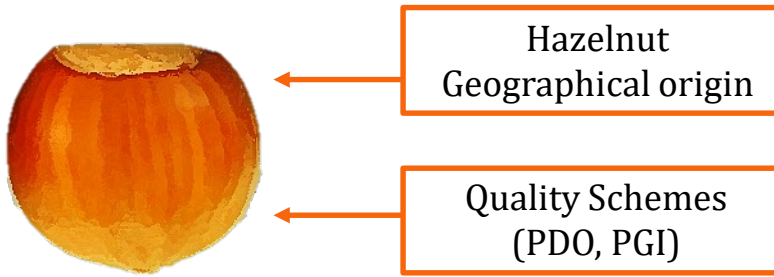 Hazelnut
Geographical origin
Quality Schemes
(PDO, PGI)